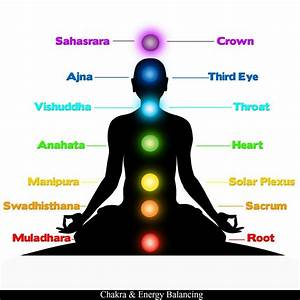 Sahasrara Crown
Ajna Third Eye
Vishuddha Throat
Anahata Heart
Manipura Solar Plexus
Swadhisthana Sacrum
Muladhara Root
Chakra & Energy Balancing